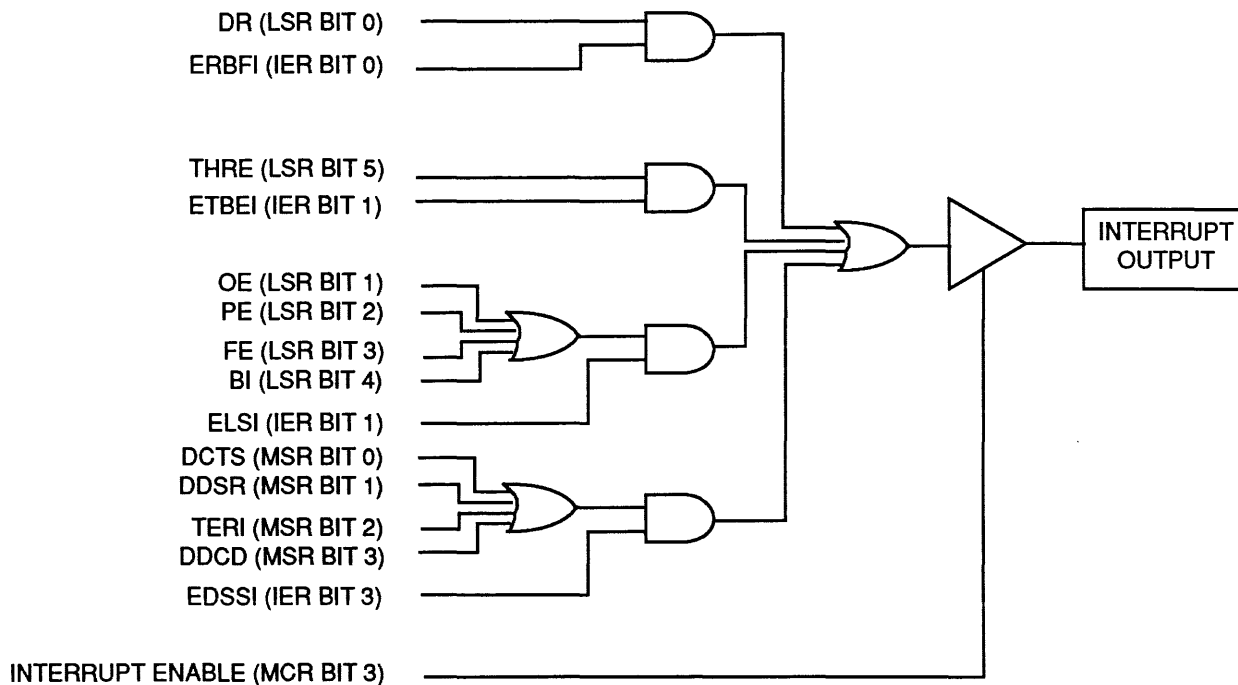 DR (LSR BIT 0)
ERBFI (IER BIT 0)
THRE (LSR BIT 5)
ETBEI (IER BIT 1)
OE (LSR BIT 1)
PE (LSR BIT 2)
FE (LSR BIT 3)
BI (LSR BIT 4)
ELSI (IER BIT 1)
DCTS (MSR BIT 0)
DDSR (MSR BIT 1)
TERI (MSR BIT 2)
DDCD (MSR BIT 3)
EDSSI (IER BIT 3)
INTERRUPT ENABLE (MCR BIT 3)
INTERRUPT
OUTPUT